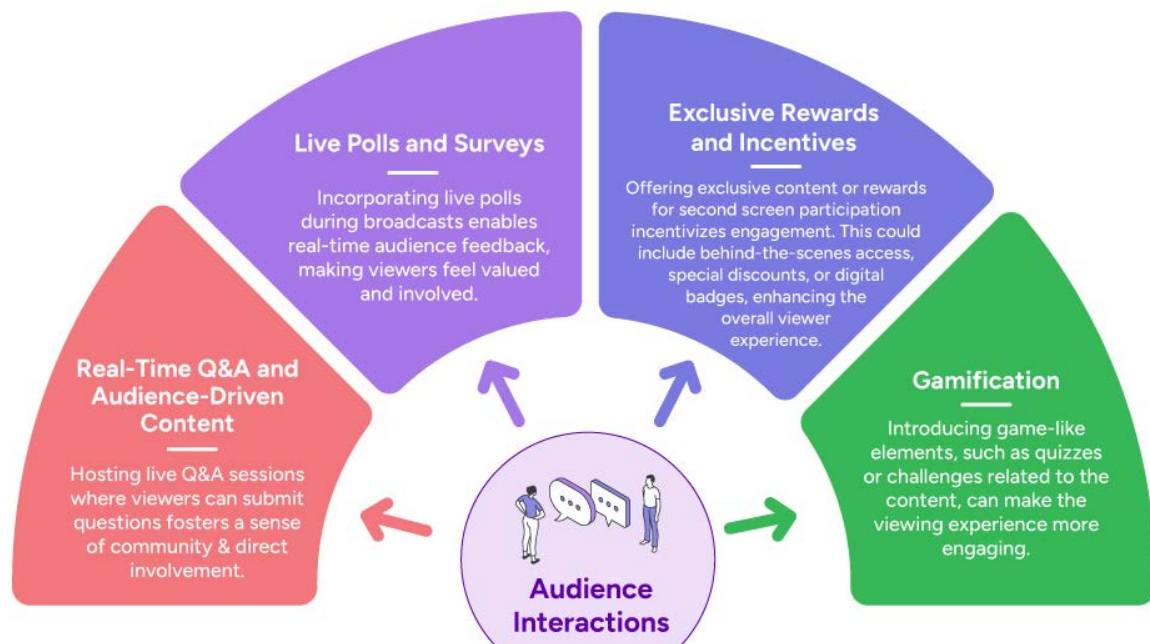 Real-Time Q&A and
Audience-Driven
Content
Hosting live Q&A sessions
where viewers can submit
questions fosters a sense
of community & direct
involvement.
Live Polls and Surveys
Incorporating live polls
during broadcasts enables
real-time audience feedback,
making viewers feel valued
and involved.
Exclusive Rewards
and Incentives
Offering exclusive content or rewards
for second screen participation
incentivizes engagement. This could
include behind-the-scenes access,
special discounts, or digital
badges, enhancing the
overall viewer
experience.
Gamification
Introducing game-like
elements, such as quizzes
or challenges related to the
content, can make the
viewing experience more
engaging.
Audience
Interactions